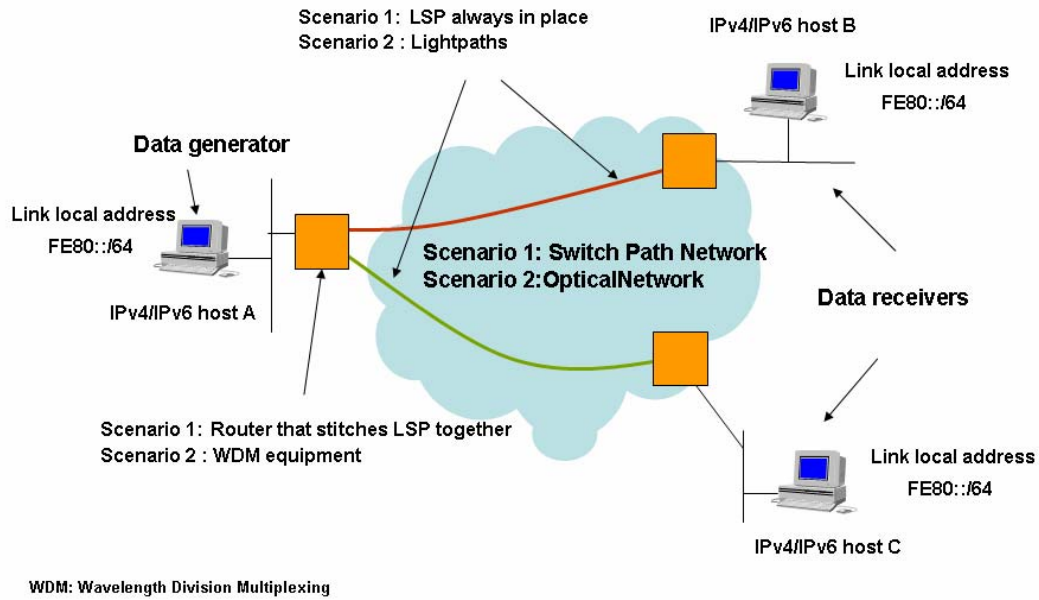 Scenario 1: LSP always in place
Scenario 2 : Lightpaths
IPv4/IPv6 host B
Link local address
FE80::/64
Data generator
Link local address
FE80::/64
IPv4/IPv6 host A
Scenario 1: Switch Path Network
Scenario 2:OpticalNetwork
Data receivers
Scenario 1: Router that stitches LSP together
Scenario 2 : WDM equipment
Link local address
FE80::/64
IPv4/IPv6 host C
WDM: Wavelength Division Multiplexing